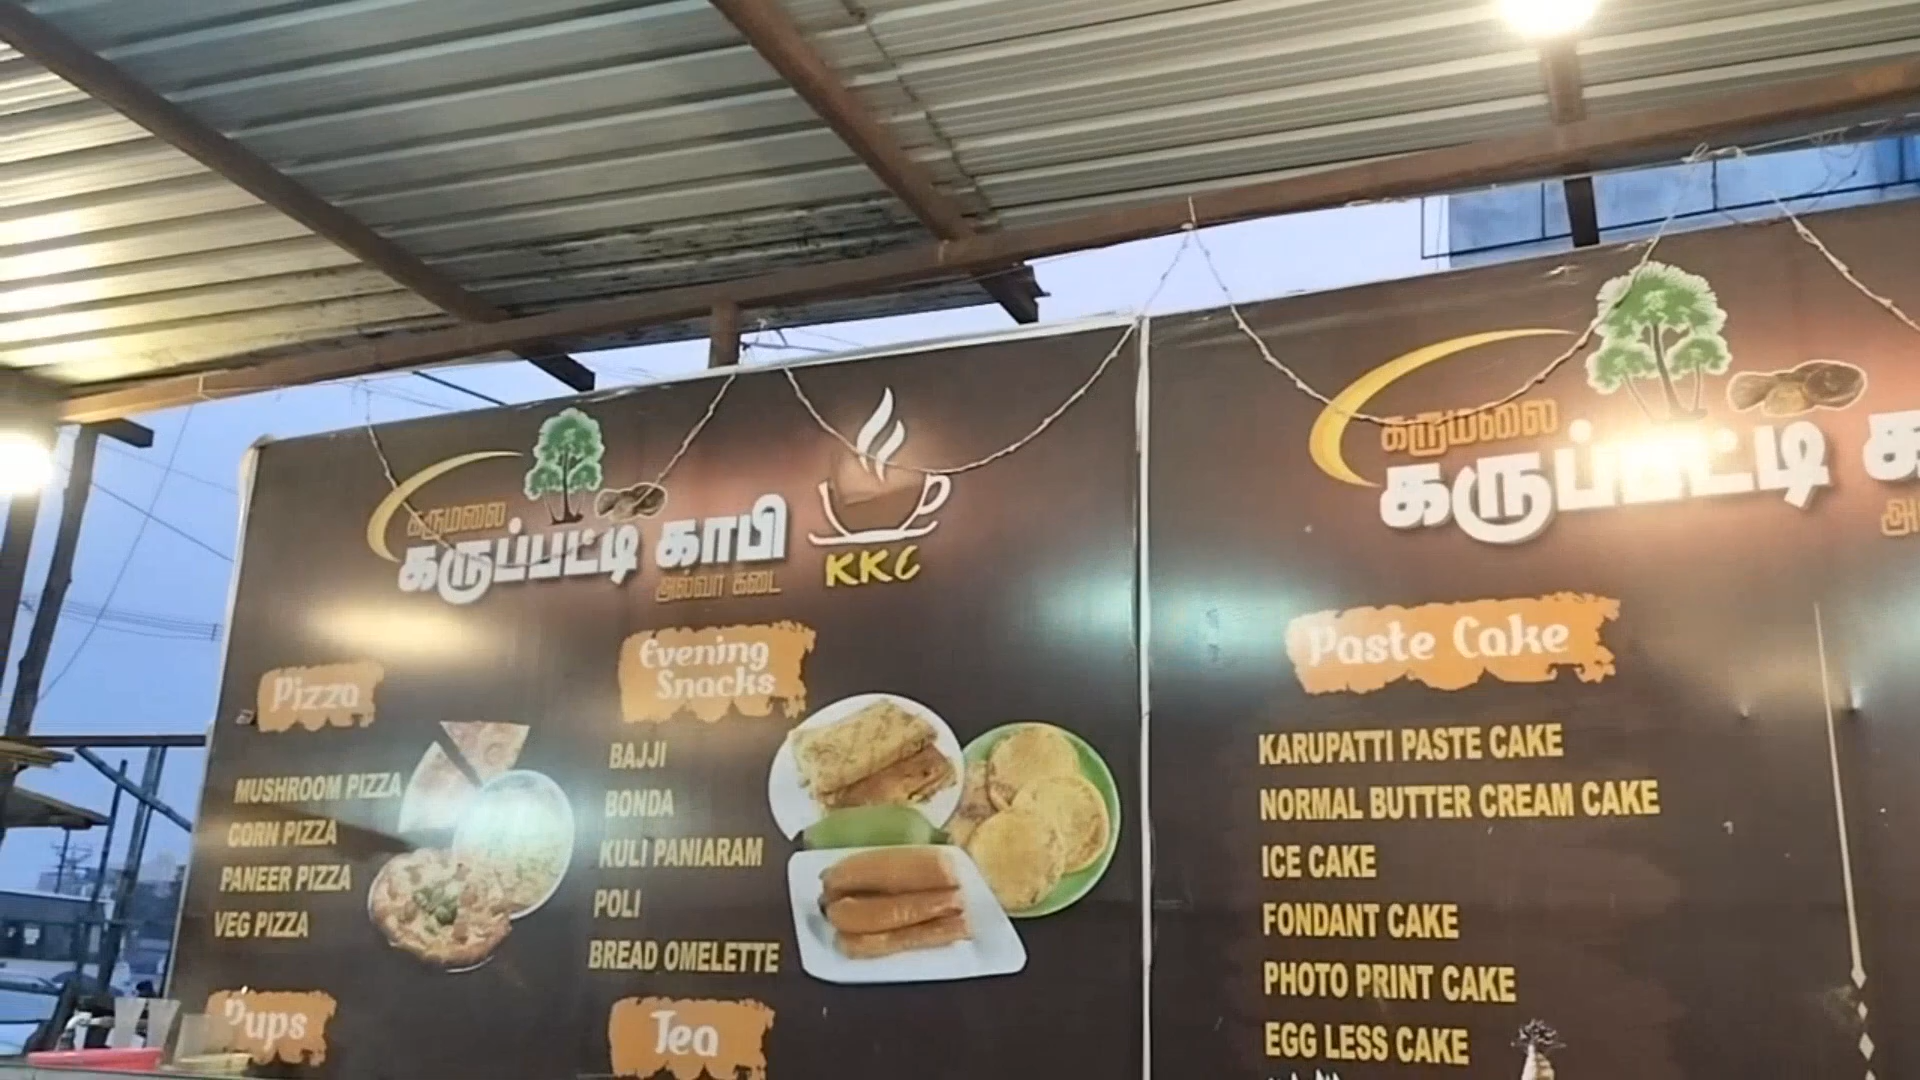 கருமலை
கருப்பட்டி காபி
அல்வா கடை
KKC
Pizza
MUSHROOM PIZZA
CORN PIZZA
PANEER PIZZA
VEG PIZZA
Pups
Evening
Snacks
BAJJI
BONDA
KULI PANIARAM
POLI
BREAD OMELETTE
Tea
கருமலை
கருப்பட்டி
Paste Cake
KARUPATTI PASTE CAKE
NORMAL BUTTER CREAM CAKE
ICE CAKE
FONDANT CAKE
PHOTO PRINT CAKE
EGG LESS CAKE